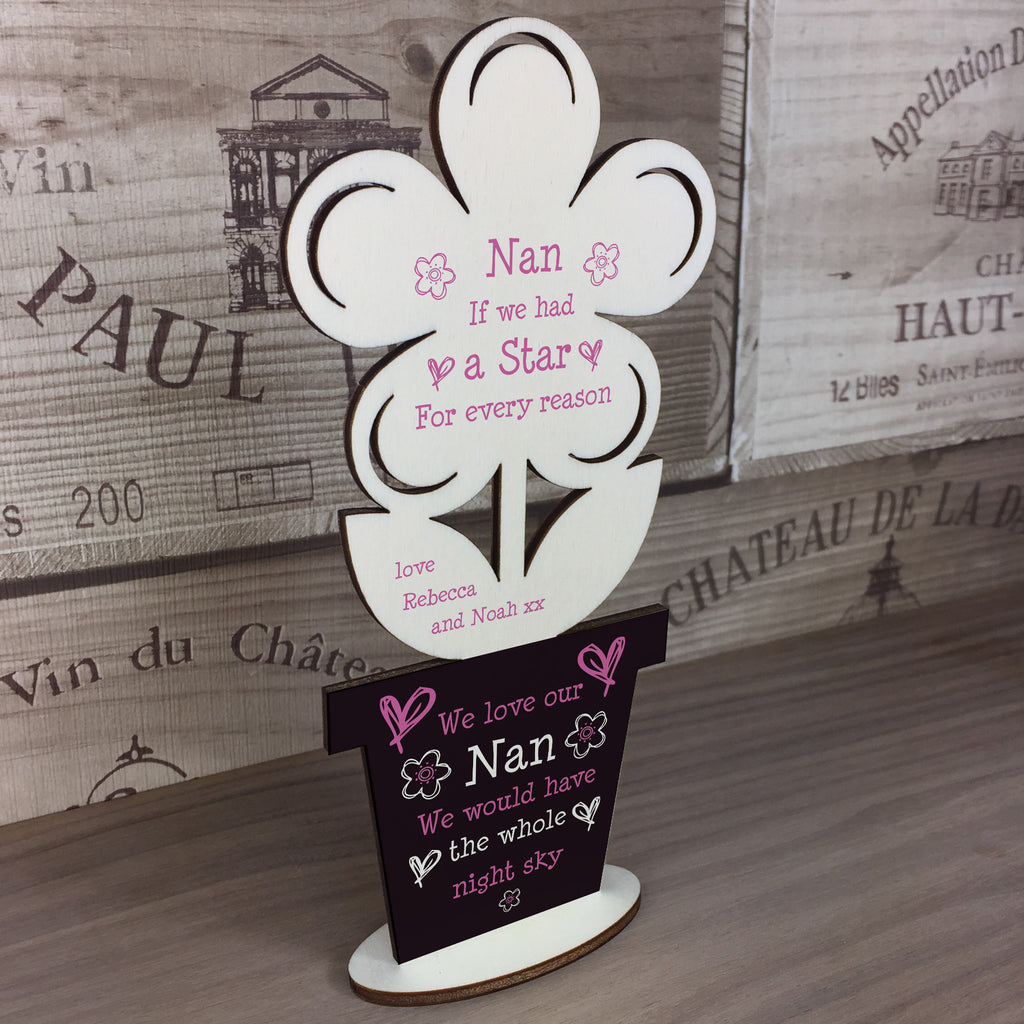 Nan
If we had
a Star
For every reason
love
Rebecca
and Noah xx
We love our
Nan
We would have
the whole
night sky
Vin
PAUL
200
Vin du Châte
Appellation D
CHA
HAUT-
12 Btles SAINT-ÉMILIO
CHATEAU DE LA DA